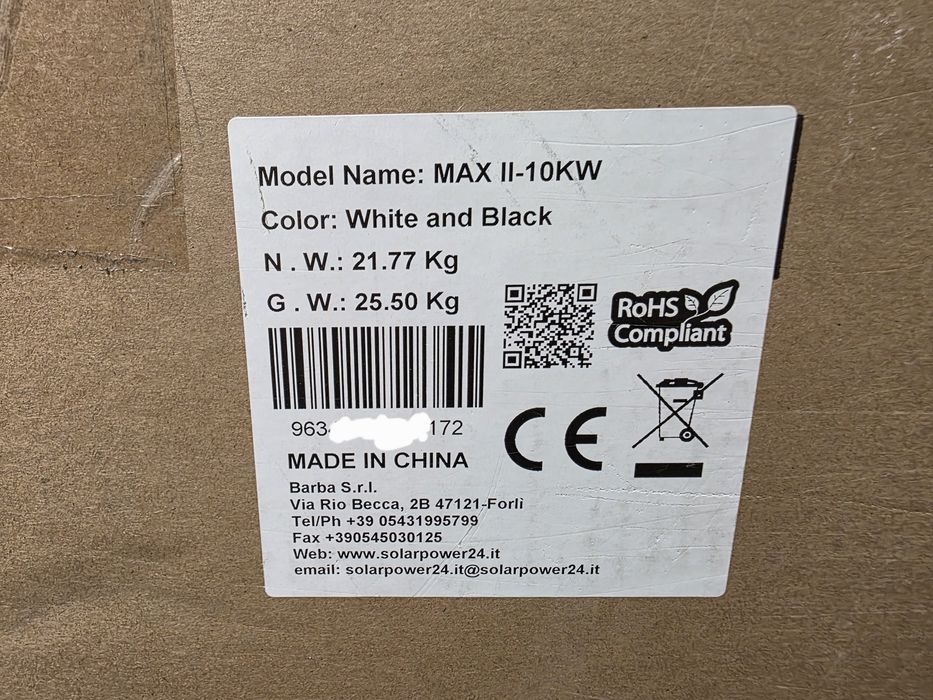 Model Name: MAX II-10KW
Color: White and Black
N . W.: 21.77 Kg
G . W.: 25.50 Kg
RoHS
Compliant
963
172
CE
MADE IN CHINA
Barba S.r.l.
Via Rio Becca, 2B 47121-Forlì
Tel/Ph +39 05431995799
Fax +390545030125
Web: www.solarpower24.it
email: solarpower24.it@solarpower24.it